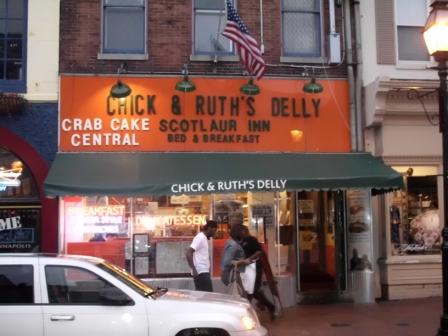 CHICK & RUTH'S DELLY
CRAB CAKE
CENTRAL
SCOTLAUR INN
BED & BREAKFAST
CHICK & RUTH'S DELLY
BREAKFAST
DELICATESSEN